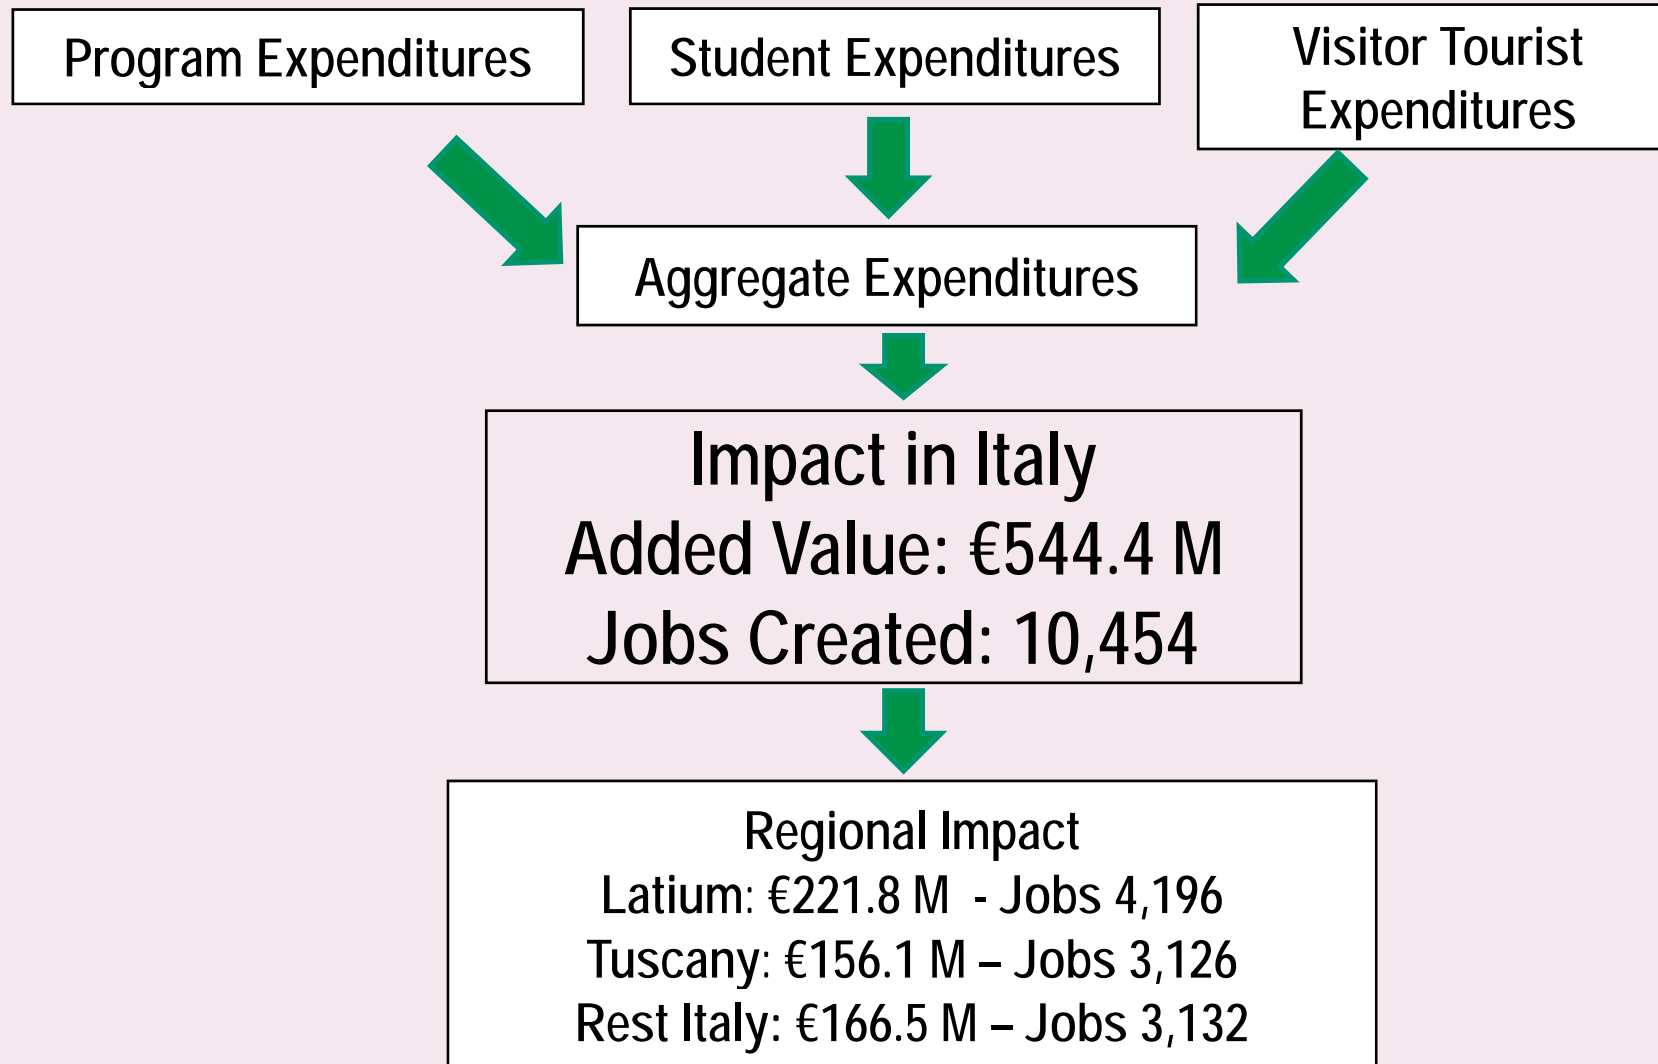 Program Expenditures
Student Expenditures
Visitor Tourist
Expenditures
Aggregate Expenditures
Impact in Italy
Added Value: €544.4 M
Jobs Created: 10,454
Regional Impact
Latium: €221.8 M - Jobs 4,196
Tuscany: €156.1 M – Jobs 3,126
Rest Italy: €166.5 M – Jobs 3,132